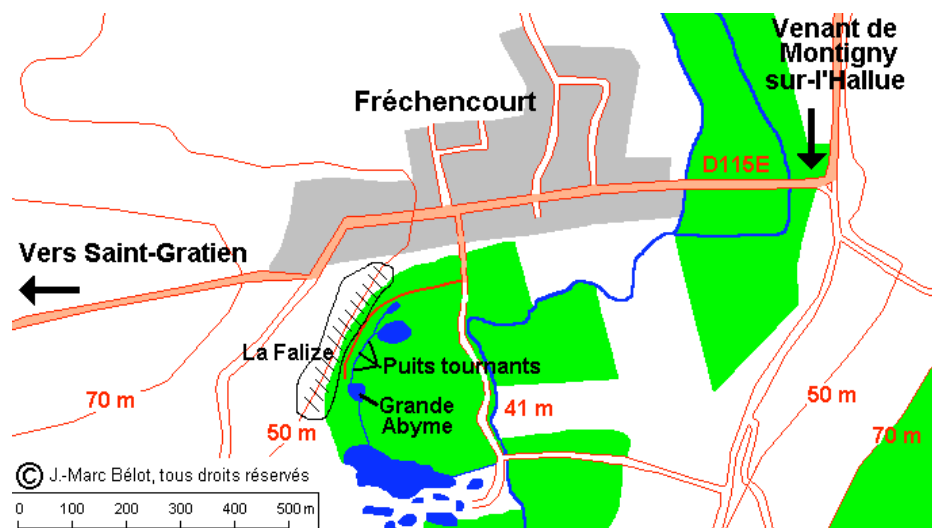 Venant de
Montigny
sur-l'Hallue
Fréchencourt
D115E
Vers Saint-Gratien
La Falize
Puits tournants
Grande
Abyme
70 m
50 m
41 m
50 m
70 m
© J.-Marc Bélot, tous droits réservés
0 100 200 300 400 500 m